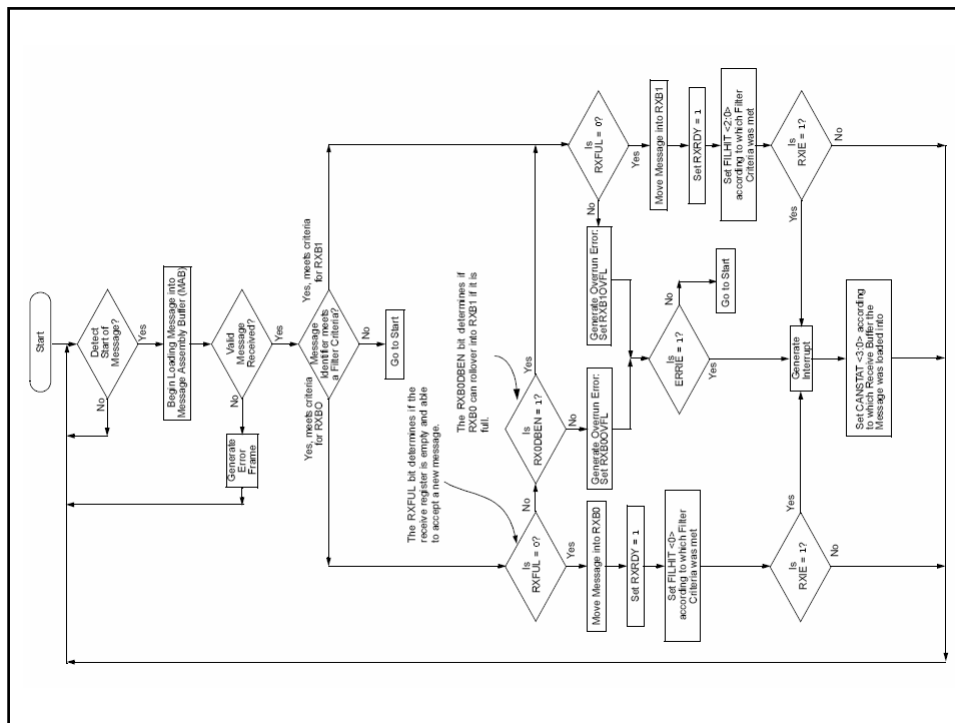 Start
Detect
Start of
Message?
No
Yes
Begin Loading Message into
Message Assembly Buffer (MAB)
Valid
Message
Received?
No
Yes
Generate
Error
Frame
Message
Identifier meets
a Filter Criteria?
Yes, meets criteria
for RXBO
Yes, meets criteria
for RXB1
No
Go to Start
The RXFUL bit determines if the
receive register is empty and able
to accept a new message.
The RXB0DBEN bit determines if
RXB0 can rollover into RXB1 if it is
full.
Is
RXFUL = 0?
No
Yes
Is
RX0DBEN = 1?
Yes
No
Is
RXFUL = 0?
No
Yes
Move Message into RXB0
Generate Overrun Error:
Set RXB0OVFL
Generate Overrun Error:
Set RXB1OVFL
Move Message into RXB1
Set RXRDY = 1
Set RXRDY = 1
Set FILHIT <0>
according to which Filter
Criteria was met
Is
ERRIE = 1?
No
Yes
Go to Start
Set FILHIT <2:0>
according to which Filter
Criteria was met
Is
RXIE = 1?
Yes
No
Generate
Interrupt
Is
RXIE = 1?
Yes
No
Set CANSTAT <3:0> according
to which Receive Buffer the
Message was loaded into